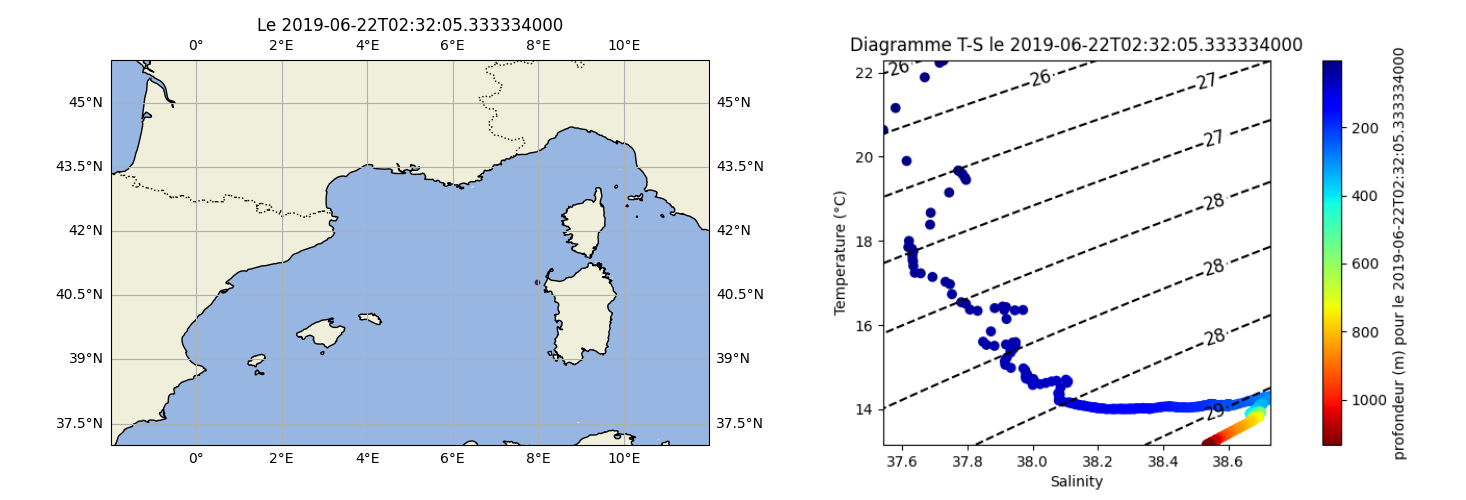 Le 2019-06-22T02:32:05.333334000
0° 2°E 4°E 6°E 8°E 10°E
45°N 45°N
43.5°N 43.5°N
42°N 42°N
40.5°N 40.5°N
39°N 39°N
37.5°N 37.5°N
0° 2°E 4°E 6°E 8°E 10°E
Diagramme T-S le 2019-06-22T02:32:05.333334000
Temperature (°C)
22
20
18
16
14
26
26
27
27
28
28
28
29
37.6 37.8 38.0 38.2 38.4 38.6
Salinity
200
400
600
800
1000
profondeur (m) pour le 2019-06-22T02:32:05.333334000